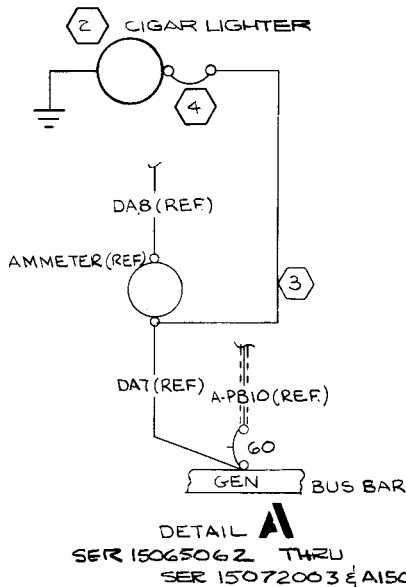 2 CIGAR LIGHTER
4
DA8 (REF)
AMMETER (REF)
3
DA7 (REF)
A-PB10 (REF.)
60
GEN
BUS BAR
DETAIL A
SER 15065062 THRU
SER 15072003 & A150